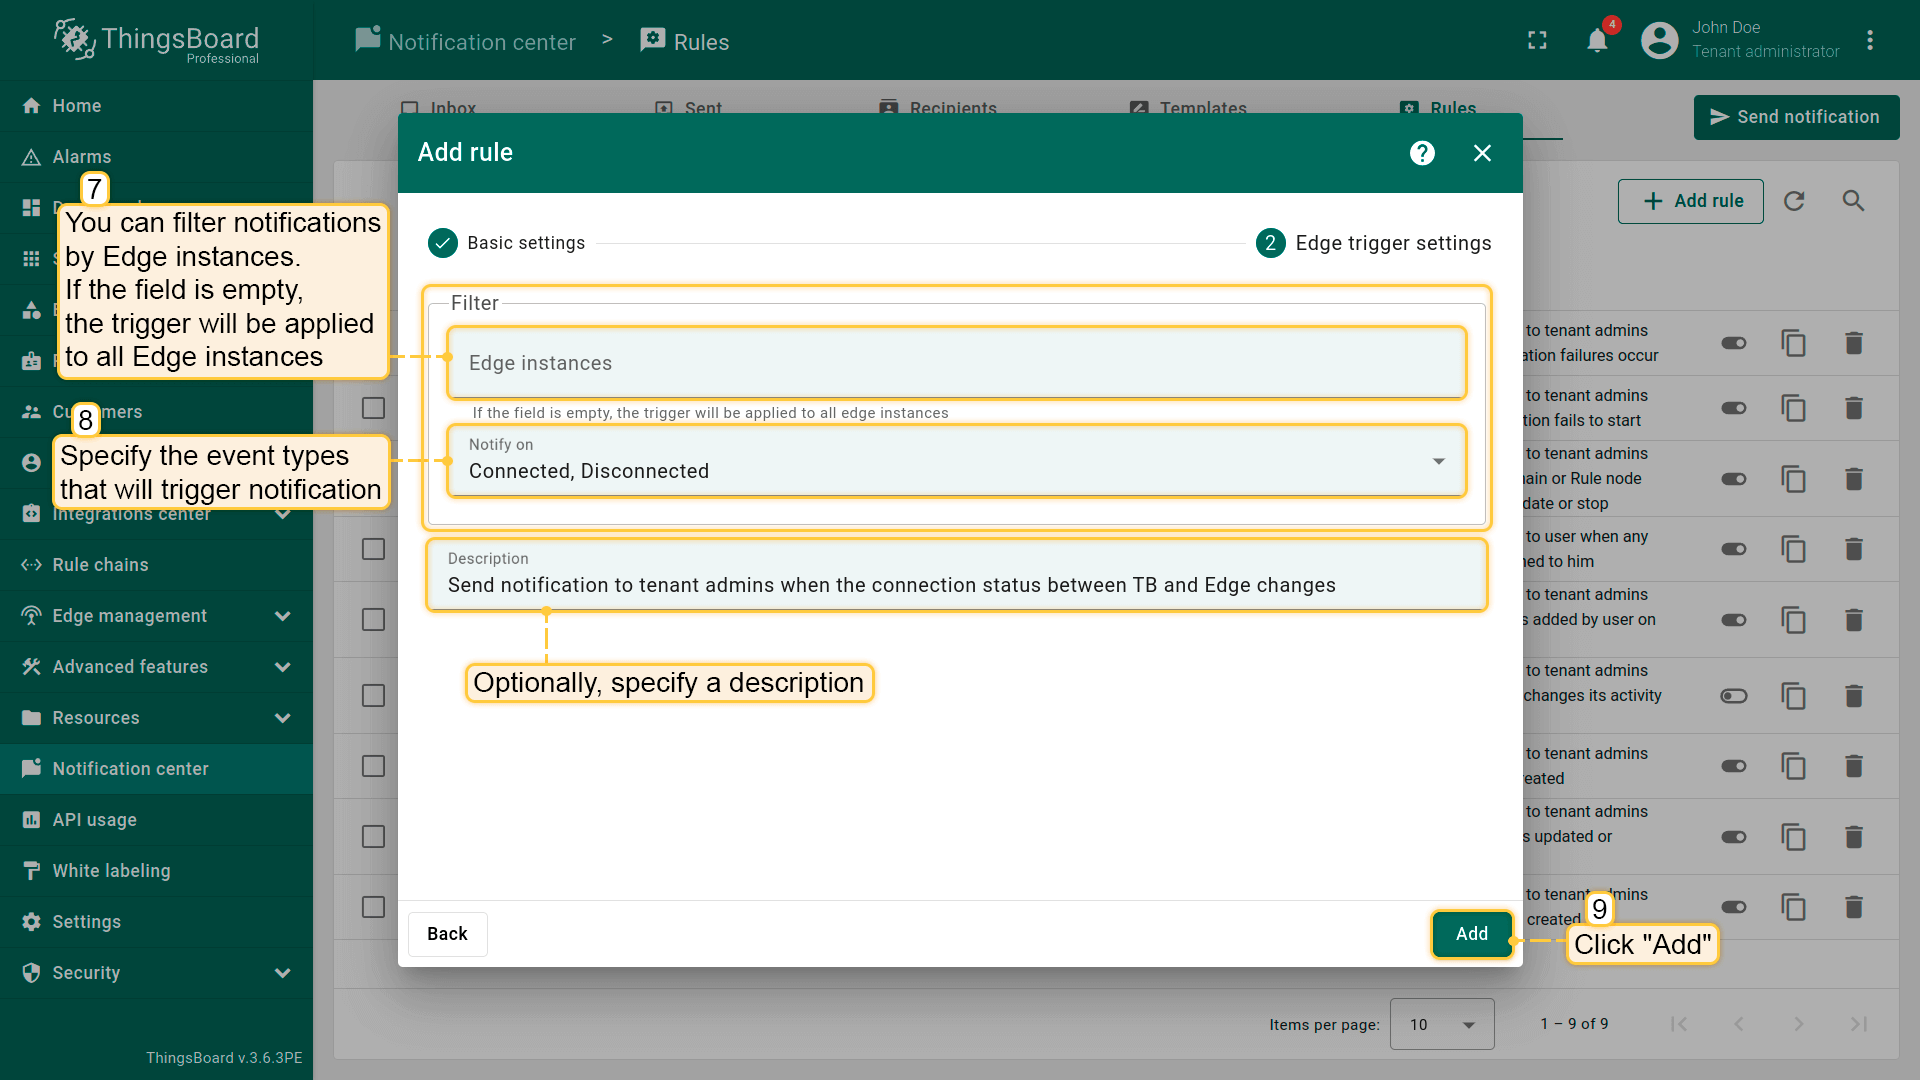 ThingsBoard
Professional
Notification center > Rules
4
John Doe
Tenant administrator
Home
Alarms
Integrations center
Rule chains
Edge management
Advanced features
Resources
Notification center
API usage
White labeling
Settings
Security
ThingsBoard v.3.6.3PE
Inbox
Sent
Recipients
Templates
Rules
Send notification
Add rule
Add rule
Basic settings
2 Edge trigger settings
Filter
Edge instances
If the field is empty, the trigger will be applied to all edge instances
Notify on
Connected, Disconnected
Description
Send notification to tenant admins when the connection status between TB and Edge changes
Back
Add
7
You can filter notifications
by Edge instances.
If the field is empty,
the trigger will be applied
to all Edge instances
8
Specify the event types
that will trigger notification
Optionally, specify a description
9
Click "Add"
to tenant admins
ation failures occur
to tenant admins
tion fails to start
to tenant admins
ain or Rule node
date or stop
to user when any
ned to him
to tenant admins
s added by user on
to tenant admins
changes its activity
to tenant admins
reated
to tenant admins
s updated or
to tenant admins
created
Items per page: 10
1 – 9 of 9